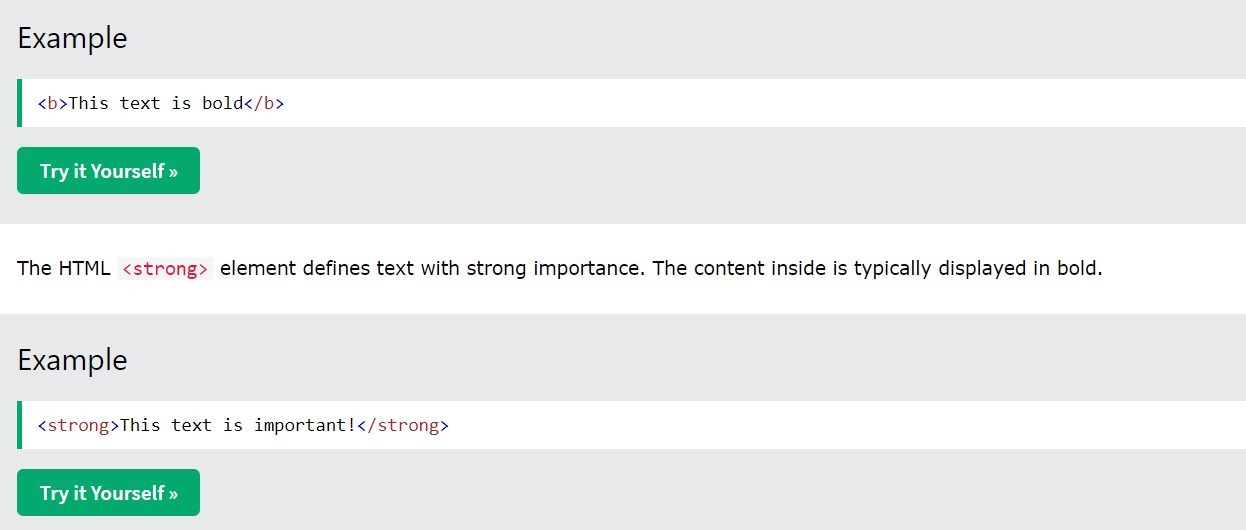 Example
<b>This text is bold</b>
Try it Yourself »
The HTML <strong> element defines text with strong importance. The content inside is typically displayed in bold.
Example
<strong>This text is important!</strong>
Try it Yourself »